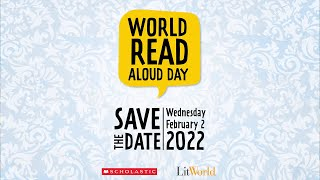 WORLD
READ
ALOUD DAY
SAVE
THE
DATE
Wednesday
February 2
2022
SCHOLASTIC
LitWorld